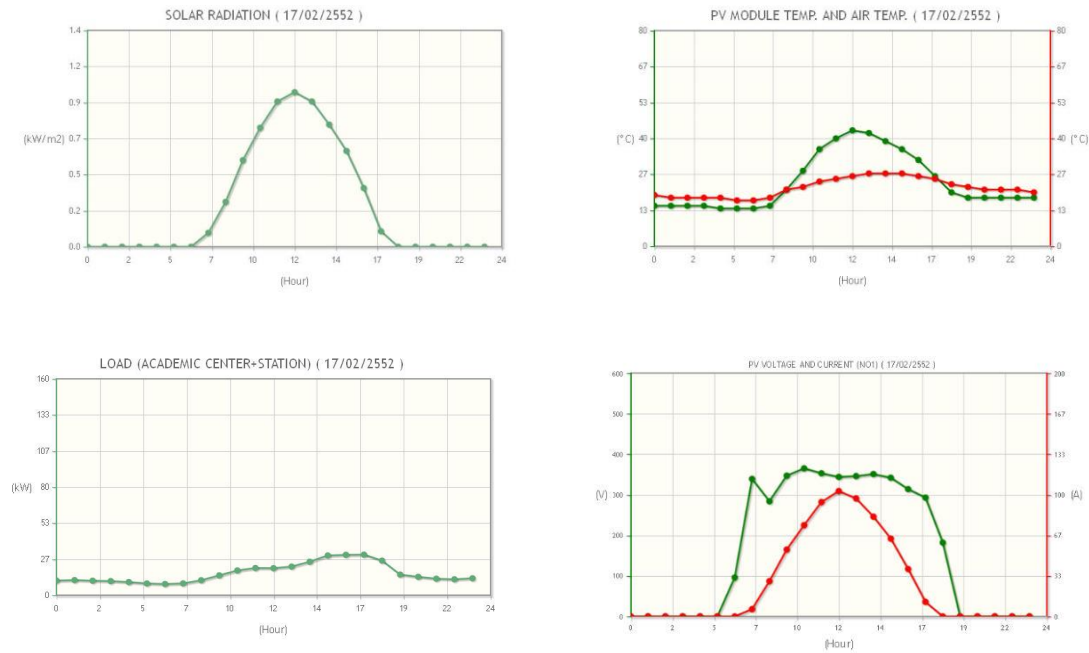 SOLAR RADIATION ( 17/02/2552 )
1.4
1.2
0.9
(kW/m2)
0.7
0.5
0.2
0.0
0 2 5 7 10 12 14 17 19 22 24
(Hour)
PV MODULE TEMP. AND AIR TEMP. ( 17/02/2552 )
80 80
67 67
53 53
(°C) 40 40 (°C)
27 27
13 13
0 0
0 2 5 7 10 12 14 17 19 22 24
(Hour)
LOAD (ACADEMIC CENTER+STATION) ( 17/02/2552 )
160
133
107
(kW) 80
53
27
0
0 2 5 7 10 12 14 17 19 22 24
(Hour)
PV VOLTAGE AND CURRENT (NO1) ( 17/02/2552 )
600 200
500 167
400 133
(V) 300 100 (A)
200 67
100 33
0 0
0 2 5 7 10 12 14 17 19 22 24
(Hour)